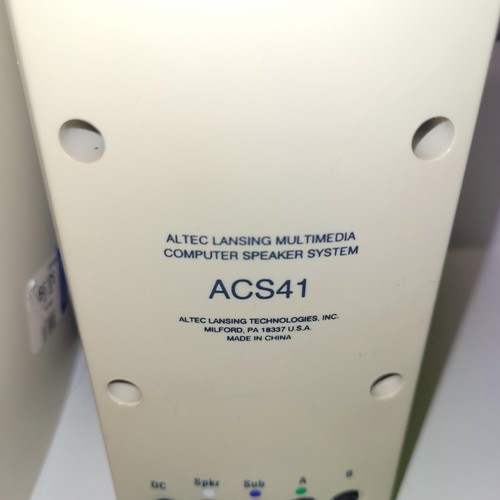 ALTEC LANSING MULTIMEDIA
COMPUTER SPEAKER SYSTEM
ACS41
ALTEC LANSING TECHNOLOGIES, INC.
MILFORD, PA 18337 U.S.A.
MADE IN CHINA
DC Spkr Sub A B